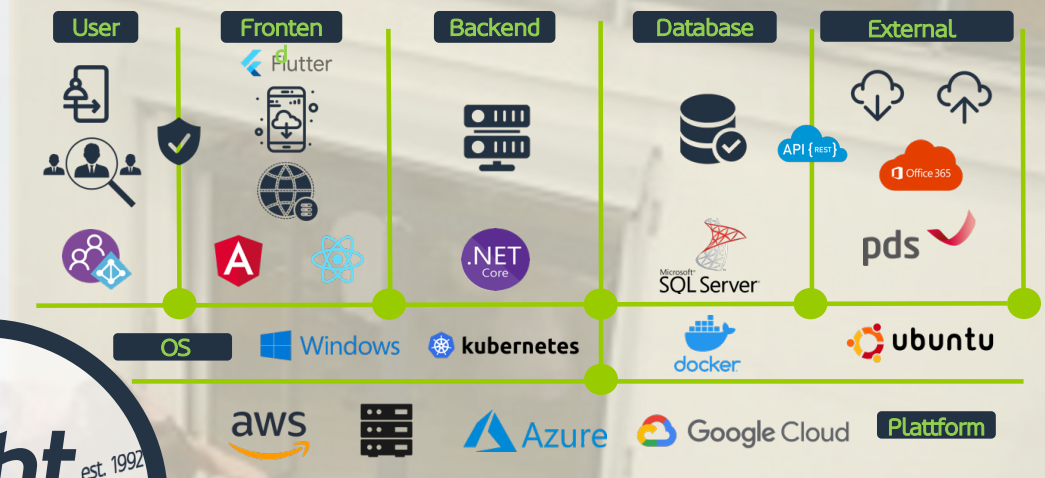 User
Fronten
d
Backend
Database
External
Flutter
API { REST }
Office 365
pds
A
.NET
Core
Microsoft®
SQL Server
OS
Windows
kubernetes
docker
ubuntu
aws
Azure
Google Cloud
Plattform
ht
est. 1992